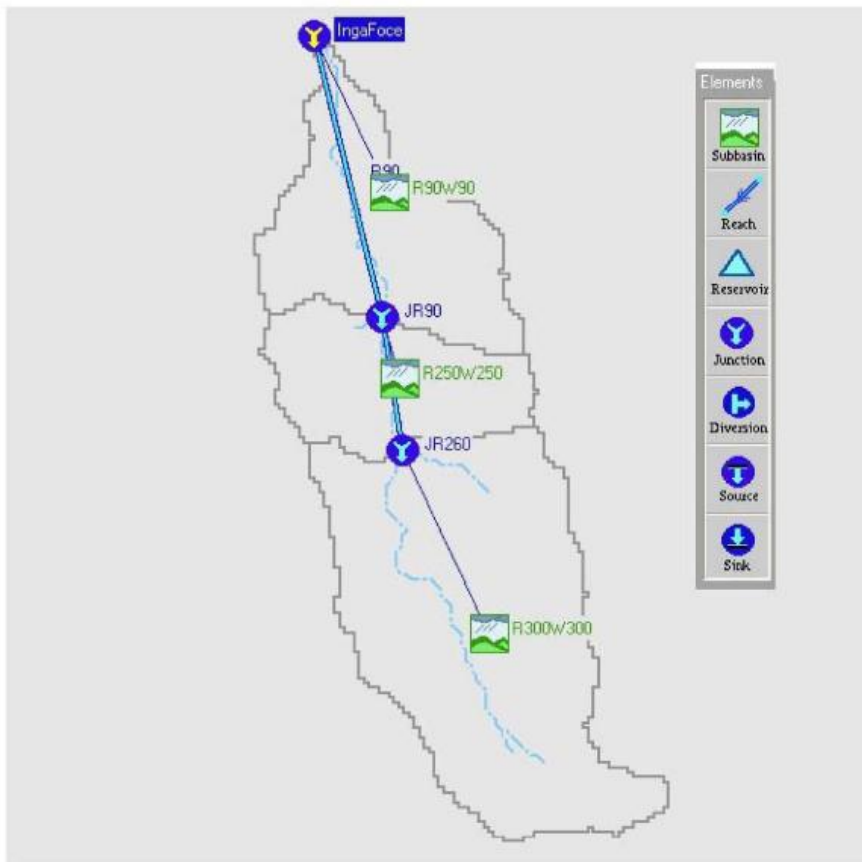 IngaFoce
Elements
Subbasin
R90
R90W90
Reach
Reservoir
JR90
Junction
R250W250
Diversion
JR260
Source
Sink
R300W300